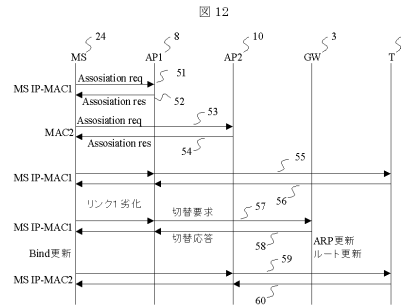 図 12
24 8 10 3
MS AP1 AP2 GW T
Assosiation req 51
MS IP-MAC1
Assosiation res 52
53
Assosiation req
MAC2
Assosiation res 54
55
MS IP-MAC1
56
リンク1 劣化 切替要求 57
MS IP-MAC1
切替応答 58 ARP更新
Bind更新 59 ルート更新
MS IP-MAC2
60